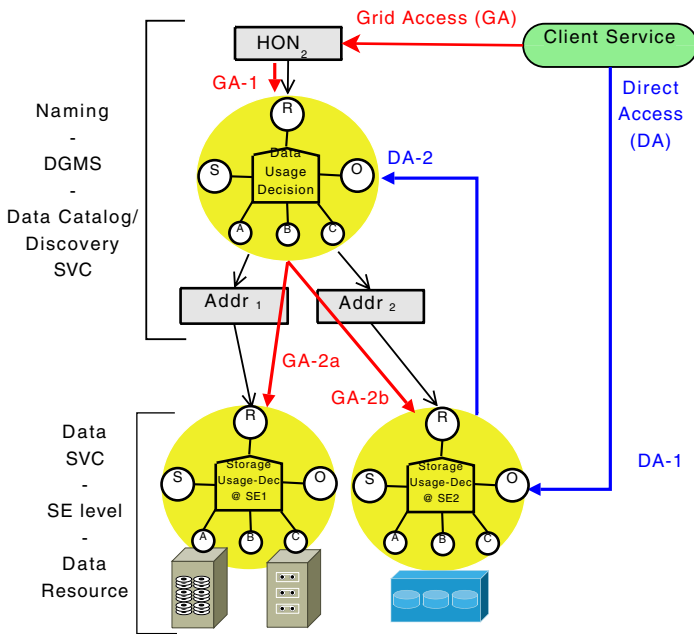 Grid Access (GA)
Client Service
HON2
GA-1
Direct
Access
(DA)
R
Naming
-
DGMS
-
Data Catalog/
Discovery
SVC
S
Data
Usage
Decision
O
DA-2
A
B
C
Addr 1
Addr 2
GA-2a
GA-2b
R
R
Data
SVC
-
SE level
-
Data
Resource
S
Storage
Usage-Dec
@ SE1
O
S
Storage
Usage-Dec
@ SE2
O
DA-1
A
B
C
A
B
C